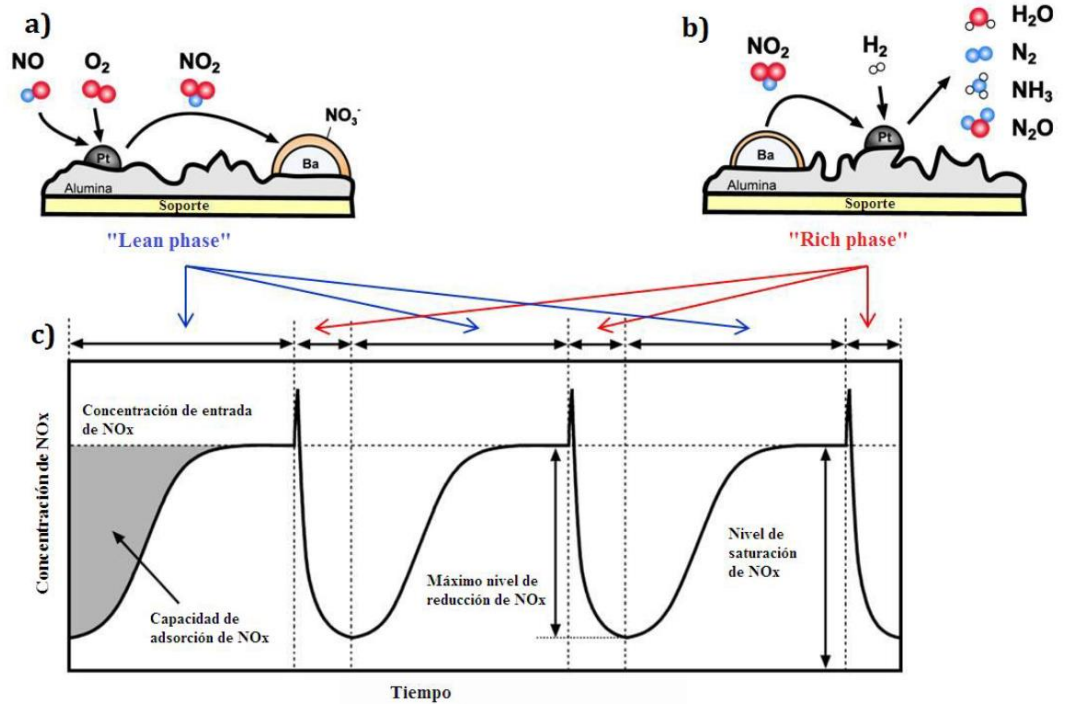 a)
NO
O2
NO2
NO3-
Pt
Ba
Alumina
Soporte
"Lean phase"
b)
NO2
H2
H2O
N2
NH3
N2O
Ba
Pt
Alumina
Soporte
"Rich phase"
c)
Concentración de NOx
Concentración de entrada
de NOx
Capacidad de
adsorción de NOx
Máximo nivel de
reducción de NOx
Nivel de
saturación
de NOx
Tiempo